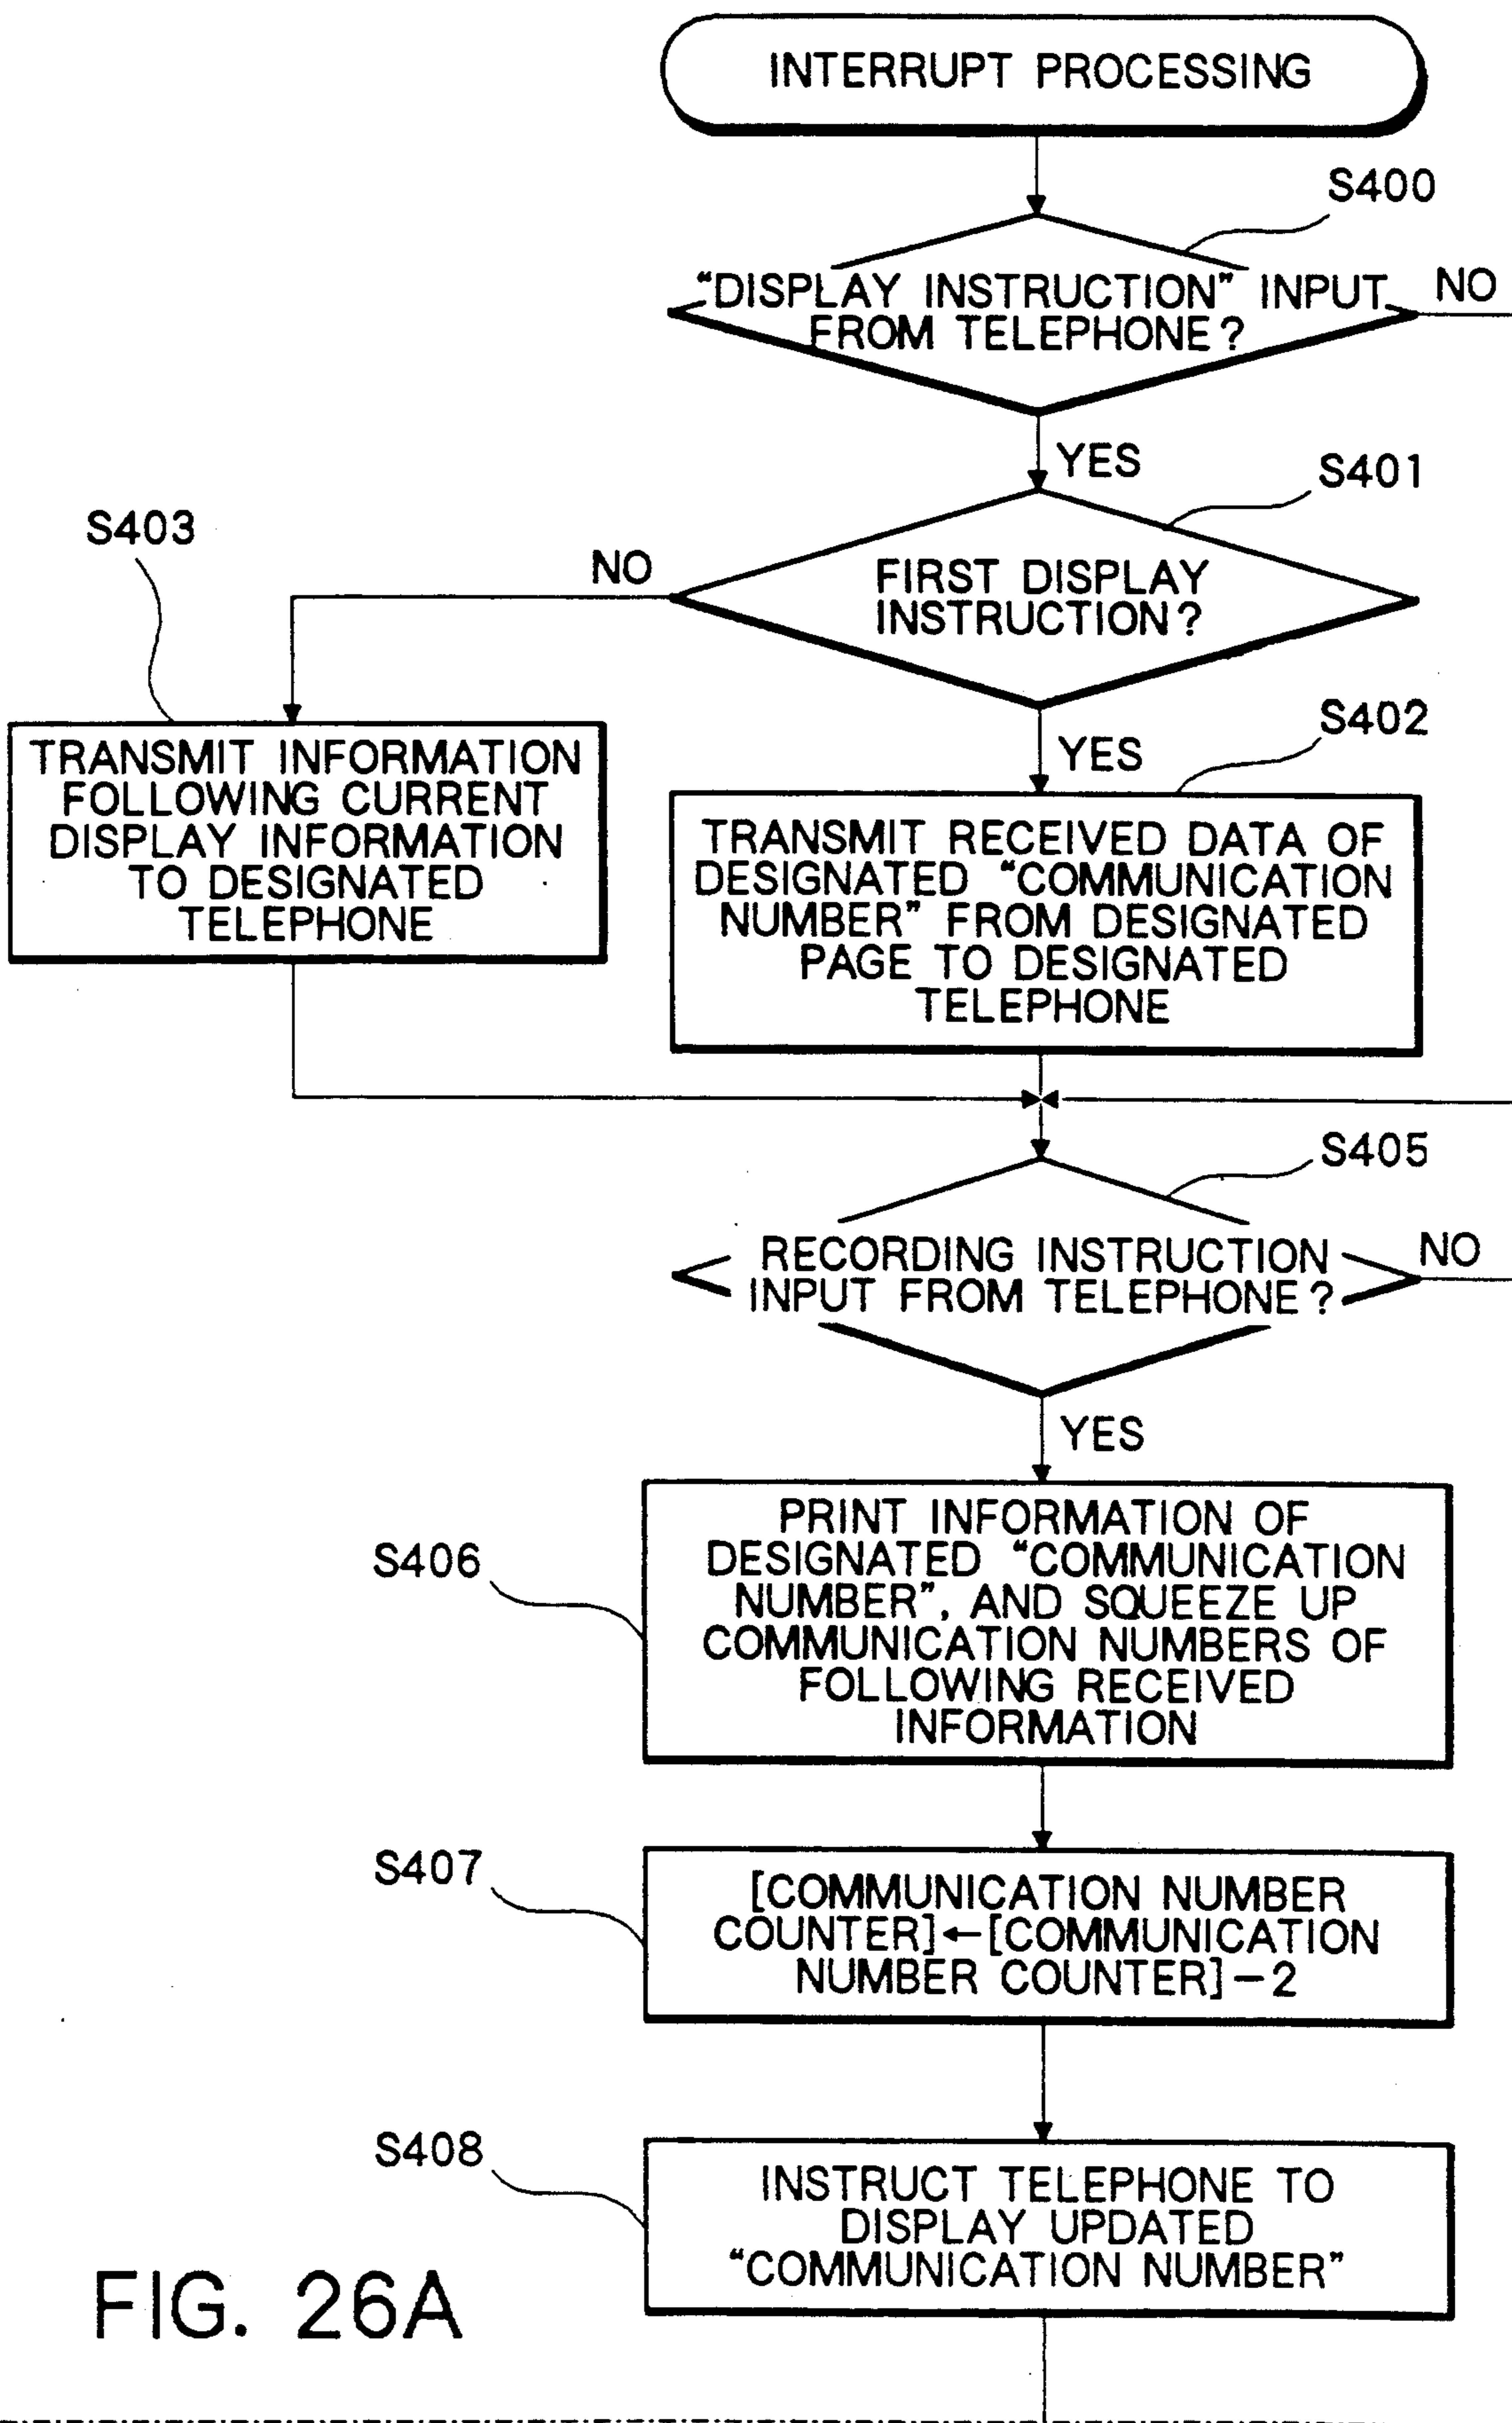 INTERRUPT PROCESSING
S400
“DISPLAY INSTRUCTION” INPUT
FROM TELEPHONE?
NO
YES
S401
FIRST DISPLAY
INSTRUCTION?
NO
S403
YES
S402
TRANSMIT INFORMATION
FOLLOWING CURRENT
DISPLAY INFORMATION
TO DESIGNATED
TELEPHONE
TRANSMIT RECEIVED DATA OF
DESIGNATED “COMMUNICATION
NUMBER” FROM DESIGNATED
PAGE TO DESIGNATED
TELEPHONE
S405
RECORDING INSTRUCTION
INPUT FROM TELEPHONE?
NO
YES
S406
PRINT INFORMATION OF
DESIGNATED “COMMUNICATION
NUMBER”, AND SQUEEZE UP
COMMUNICATION NUMBERS OF
FOLLOWING RECEIVED
INFORMATION
S407
[COMMUNICATION NUMBER
COUNTER]←[COMMUNICATION
NUMBER COUNTER]−2
S408
INSTRUCT TELEPHONE TO
DISPLAY UPDATED
“COMMUNICATION NUMBER”
FIG. 26A